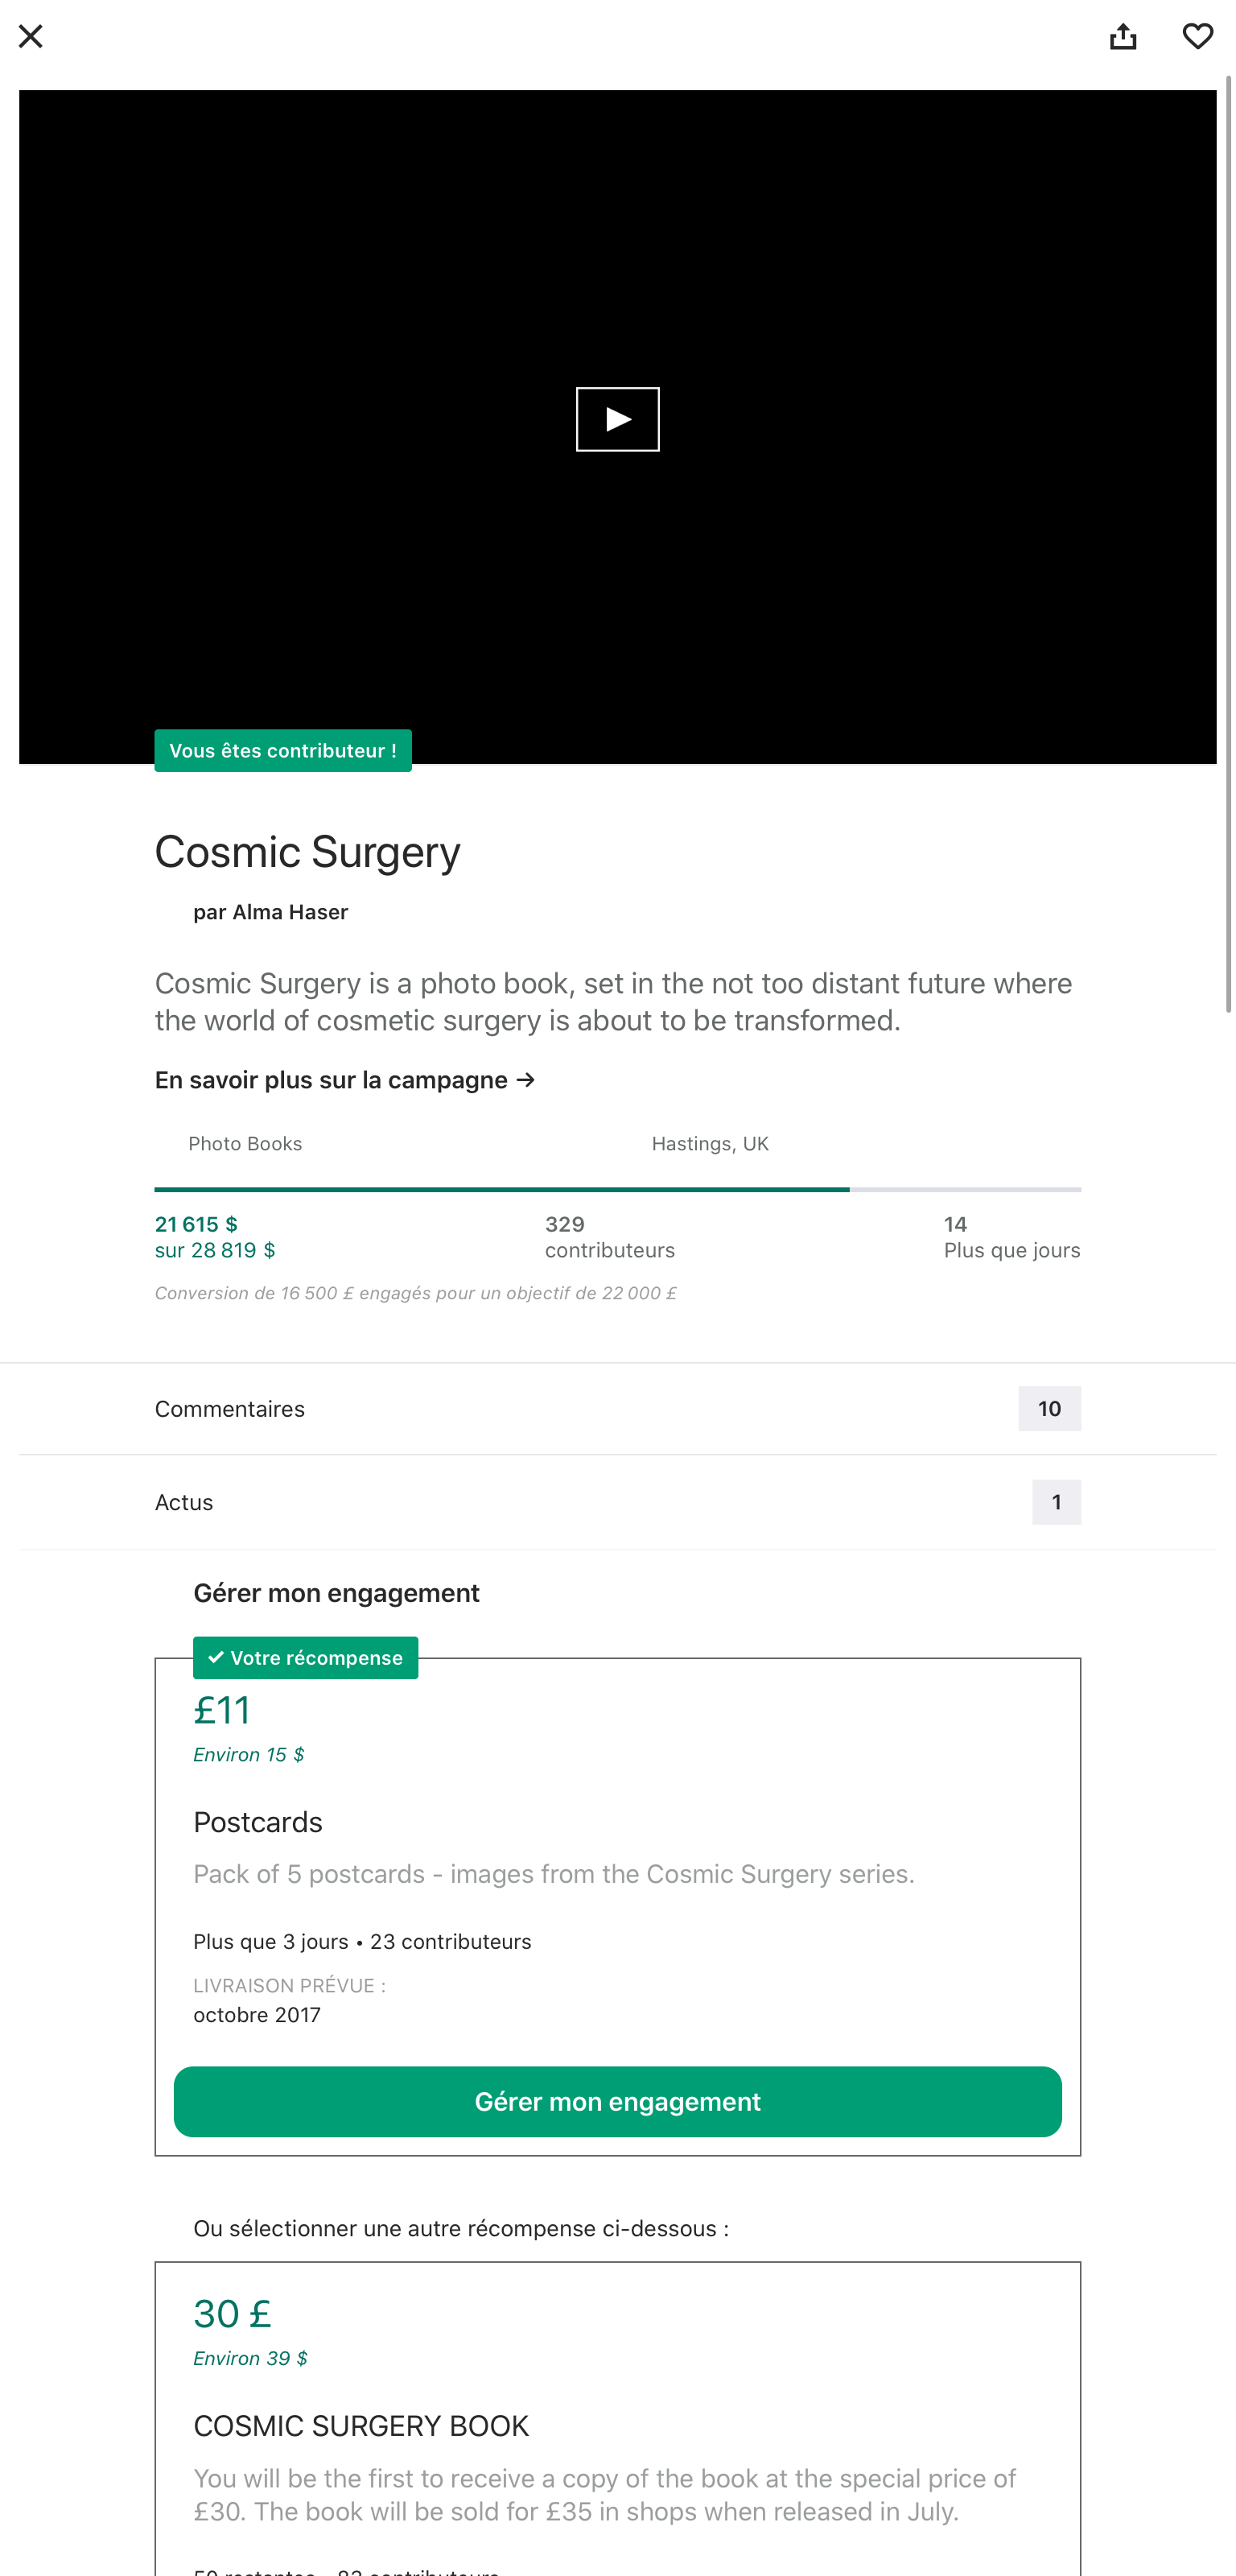 Vous êtes contributeur !
Cosmic Surgery
par Alma Haser
Cosmic Surgery is a photo book, set in the not too distant future where
the world of cosmetic surgery is about to be transformed.
En savoir plus sur la campagne →
Photo Books
Hastings, UK
21 615 $
sur 28 819 $
329
contributeurs
14
Plus que jours
Conversion de 16 500 £ engagés pour un objectif de 22 000 £
Commentaires
10
Actus
1
Gérer mon engagement
✓ Votre récompense
£11
Environ 15 $
Postcards
Pack of 5 postcards - images from the Cosmic Surgery series.
Plus que 3 jours • 23 contributeurs
LIVRAISON PRÉVUE :
octobre 2017
Gérer mon engagement
Ou sélectionner une autre récompense ci-dessous :
30 £
Environ 39 $
COSMIC SURGERY BOOK
You will be the first to receive a copy of the book at the special price of
£30. The book will be sold for £35 in shops when released in July.